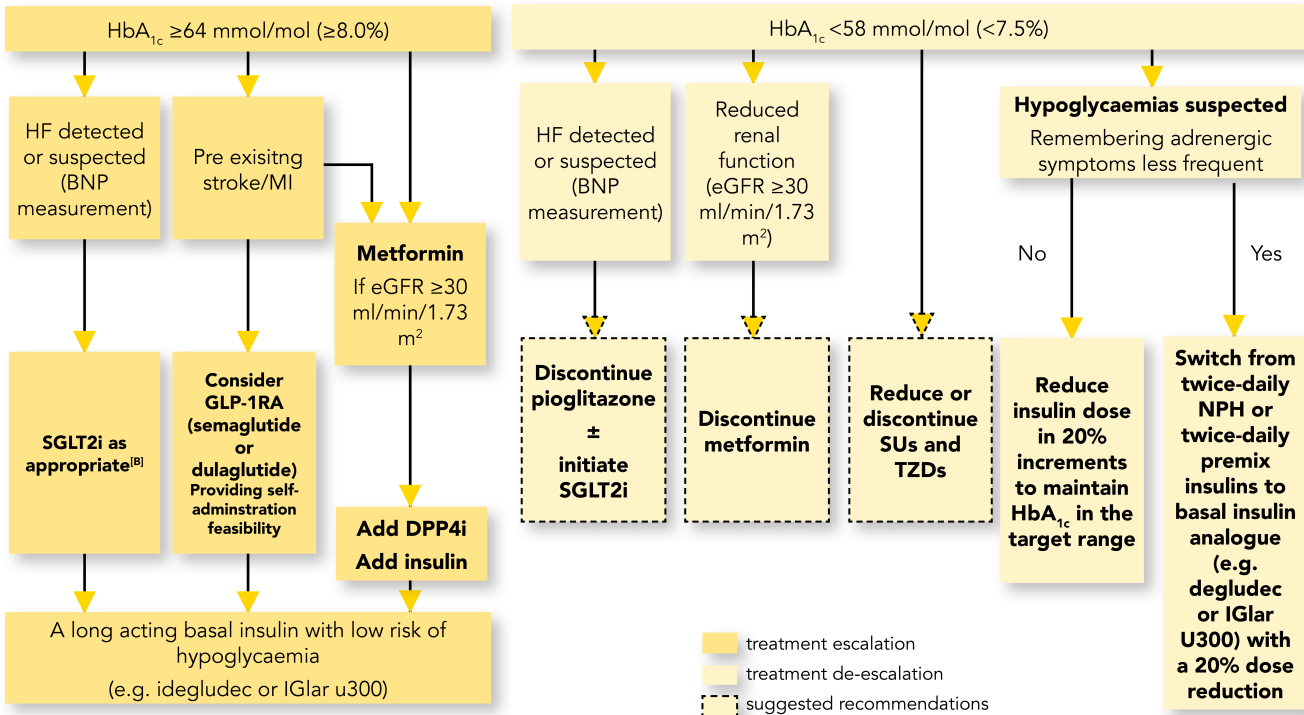 HbA1c ≥64 mmol/mol (≥8.0%)
HF detected
or suspected
(BNP
measurement)
Pre exisitng
stroke/MI
Metformin
If eGFR ≥30
ml/min/1.73
m2
SGLT2i as
appropriate[B]
Consider
GLP-1RA
(semaglutide
or
dulaglutide)
Providing self-
adminstration
feasibility
Add DPP4i
Add insulin
A long acting basal insulin with low risk of
hypoglycaemia
(e.g. idegludec or IGlar u300)
HbA1c <58 mmol/mol (<7.5%)
HF detected
or suspected
(BNP
measurement)
Reduced
renal
function
(eGFR ≥30
ml/min/1.73
m2)
Hypoglycaemias suspected
Remembering adrenergic
symptoms less frequent
No
Yes
Discontinue
pioglitazone
±
initiate
SGLT2i
Discontinue
metformin
Reduce or
discontinue
SUs and
TZDs
Reduce
insulin dose
in 20%
increments
to maintain
HbA1c in the
target range
Switch from
twice-daily
NPH or
twice-daily
premix
insulins to
basal insulin
analogue
(e.g.
degludec
or IGlar
U300) with
a 20% dose
reduction
treatment escalation
treatment de-escalation
suggested recommendations